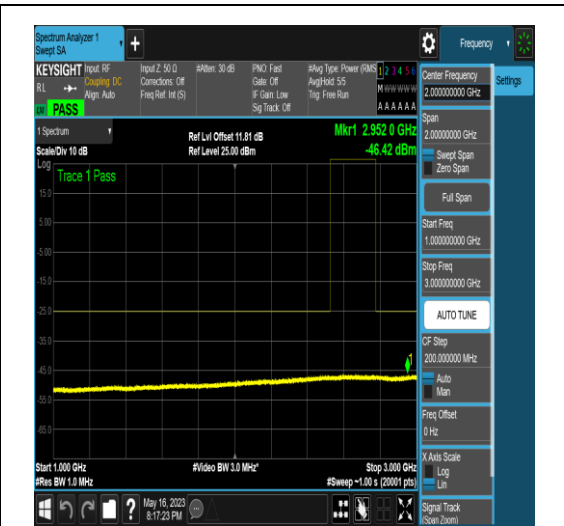 Spectrum Analyzer 1
Swept SA
+
Frequency
KEYSIGHT
RL
PASS
Input: RF
Coupling: DC
Align: Auto
Input Z: 50 Ω
Corrections: Off
Freq Ref: Int (S)
#Atten: 30 dB
PNO: Fast
Gate: Off
IF Gain: Low
Sig Track: Off
#Avg Type: Power (RMS
Avg|Hold: 5/5
Trig: Free Run
1 2 3 4 5 6
M W W W W W
A A A A A A
1 Spectrum
Scale/Div 10 dB
Ref Lvl Offset 11.81 dB
Ref Level 25.00 dBm
Mkr1 2.952 0 GHz
-46.42 dBm
Log
Trace 1 Pass
15.0
5.00
-5.00
-15.0
-25.0
-35.0
-45.0
-55.0
-65.0
1
Start 1.000 GHz
#Res BW 1.0 MHz
#Video BW 3.0 MHz*
Stop 3.000 GHz
#Sweep ~1.00 s (20001 pts)
?
May 16, 2023
8:17:23 PM
Center Frequency
2.000000000 GHz
Settings
Span
2.00000000 GHz
Swept Span
Zero Span
Full Span
Start Freq
1.000000000 GHz
Stop Freq
3.000000000 GHz
AUTO TUNE
CF Step
200.000000 MHz
Auto
Man
Freq Offset
0 Hz
X Axis Scale
Log
Lin
Signal Track
(Span Zoom)